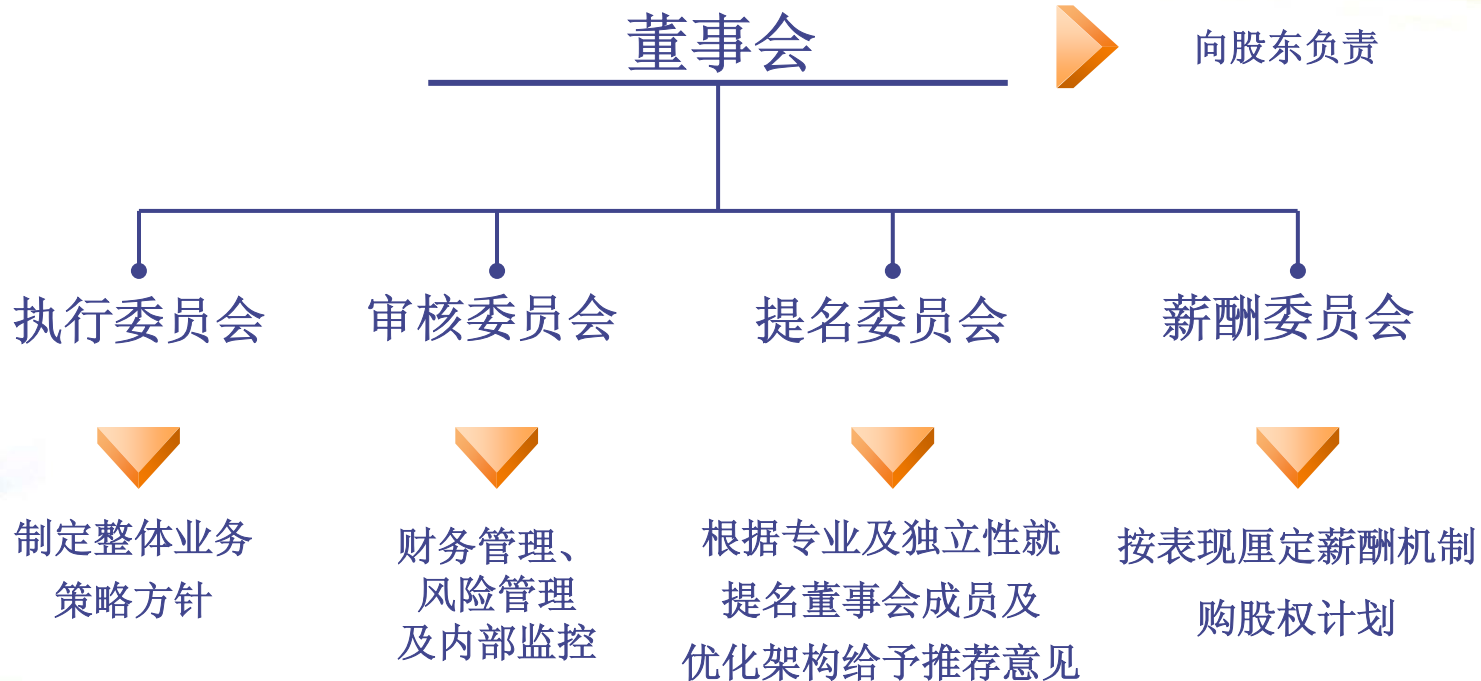 董事会
向股东负责
执行委员会
审核委员会
提名委员会
薪酬委员会
制定整体业务
策略方针
财务管理、
风险管理
及内部监控
根据专业及独立性就
提名董事会成员及
优化架构给予推荐意见
按表现厘定薪酬机制
购股权计划